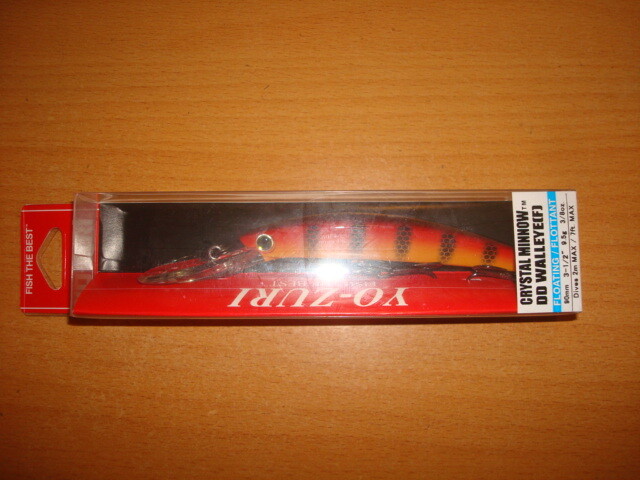 FISH THE BEST™
YO-ZURI
CRYSTAL MINNOW™
DD WALLEYE(F)
FLOATING/FLOTTANT
90mm 3-1/2" 9.5g 3/8oz
Dives 2m MAX / 7ft. MAX